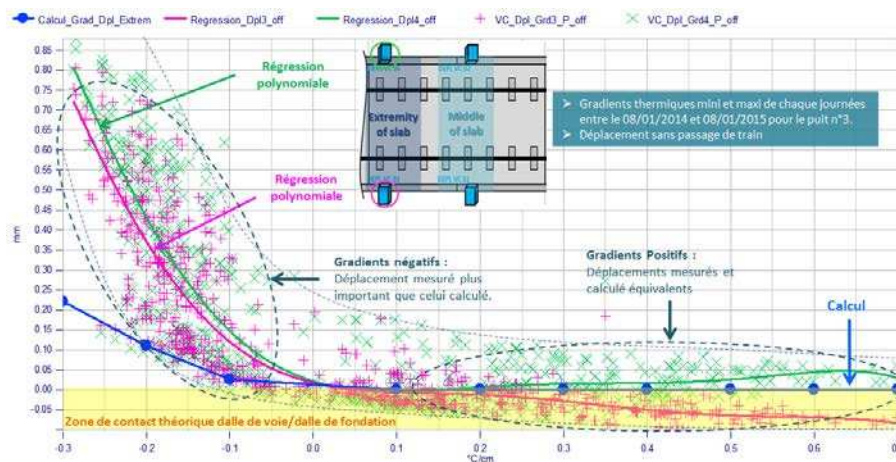 Calcul_Grad_Dpl_Extrem Regression_Dpl3_off Regression_Dpl4_off VC_Dpl_Grd3_P_off VC_Dpl_Grd4_P_off
0.85
0.80
0.75
0.70
0.65
0.60
0.55
0.50
0.45
0.40
0.35
0.30
0.25
0.20
0.15
0.10
0.05
0.00
-0.05
mm
Régression
polynomiale
Régression
polynomiale
Extremity
of slab
Middle
of slab
➤ Gradients thermiques mini et maxi de chaque journées
entre le 08/01/2014 et 08/01/2015 pour le puit n°3.
➤ Déplacement sans passage de train
Gradients négatifs :
Déplacement mesuré plus
important que celui calculé.
Gradients Positifs :
Déplacements mesurés et
calculé équivalents
Calcul
Zone de contact théorique dalle de voie/dalle de fondation
-0.3 -0.2 -0.1 0.0 0.1 0.2 0.3 0.4 0.5 0.6
°C/cm